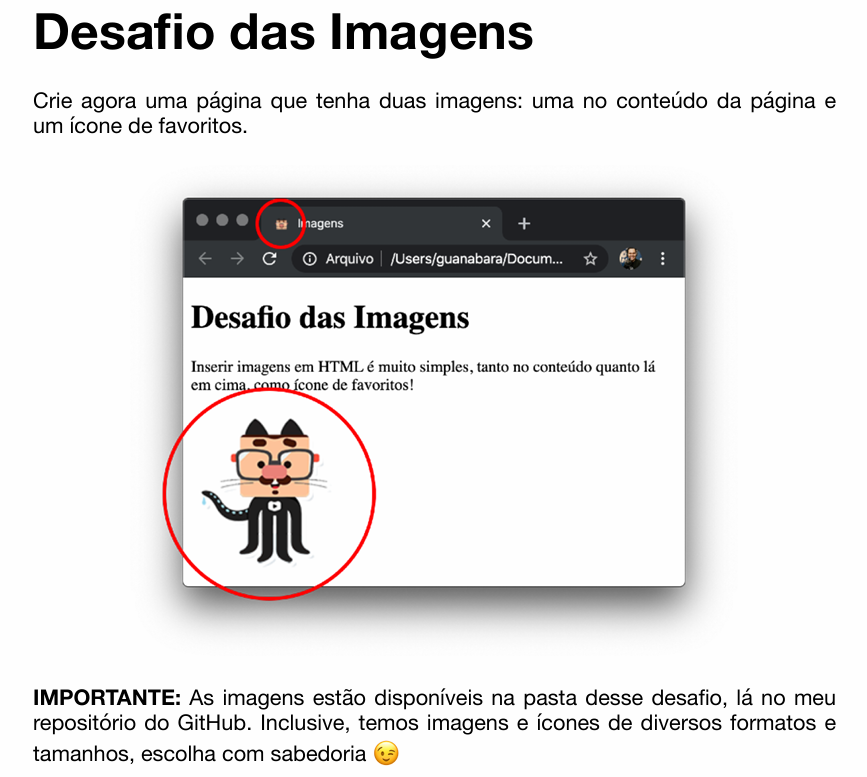 Desafio das Imagens
Crie agora uma página que tenha duas imagens: uma no conteúdo da página e
um ícone de favoritos.
Imagens
Arquivo
/Users/guanabara/Docum...
Desafio das Imagens
Inserir imagens em HTML é muito simples, tanto no conteúdo quanto lá
em cima, como ícone de favoritos!
IMPORTANTE: As imagens estão disponíveis na pasta desse desafio, lá no meu
repositório do GitHub. Inclusive, temos imagens e ícones de diversos formatos e
tamanhos, escolha com sabedoria 😉